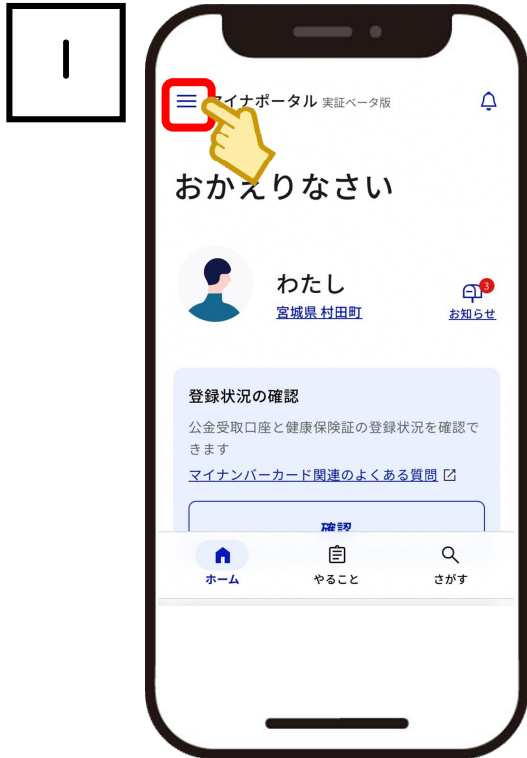 1
マイナポータル 実証ベータ版
おかえりなさい
わたし
宮城県 村田町
3
お知らせ
登録状況の確認
公金受取口座と健康保険証の登録状況を確認で
きます
マイナンバーカード関連のよくある質問
確認
ホーム
やること
さがす